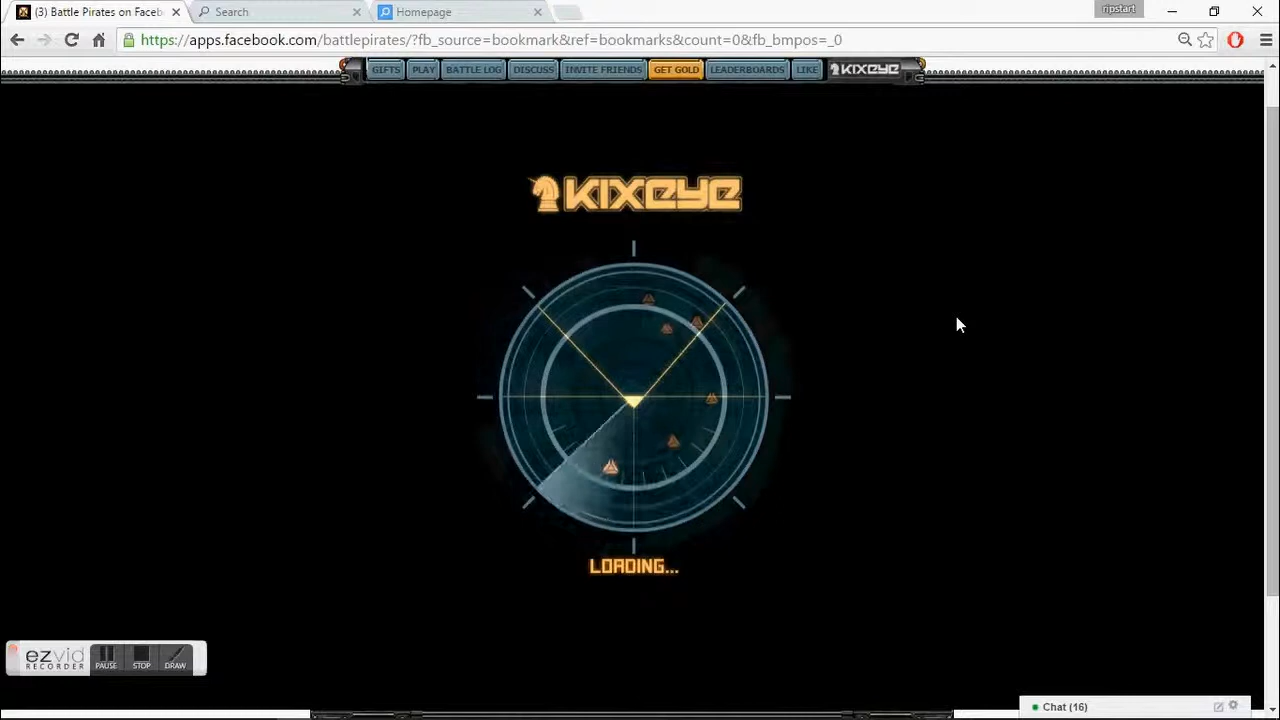 (3) Battle Pirates on Faceb
Search
Homepage
ripstart
https://apps.facebook.com/battlepirates/?fb_source=bookmark&ref=bookmarks&count=0&fb_bmpos=_0
GIFTS
PLAY
BATTLE LOG
DISCUSS
INVITE FRIENDS
GET GOLD
LEADERBOARDS
LIKE
KIXEYE
KIXEYE
LOADING...
ezvid
RECORDER
PAUSE
STOP
DRAW
Chat (16)